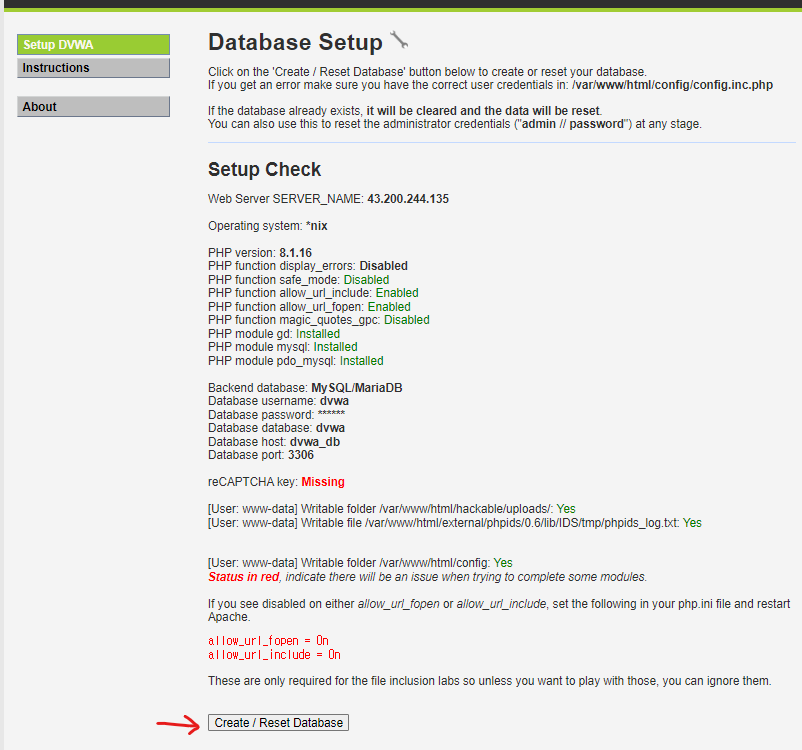 Setup DVWA
Instructions
About
Database Setup
Click on the 'Create / Reset Database' button below to create or reset your database.
If you get an error make sure you have the correct user credentials in: /var/www/html/config/config.inc.php
If the database already exists, it will be cleared and the data will be reset.
You can also use this to reset the administrator credentials ("admin // password") at any stage.
Setup Check
Web Server SERVER_NAME: 43.200.244.135
Operating system: *nix
PHP version: 8.1.16
PHP function display_errors: Disabled
PHP function safe_mode: Disabled
PHP function allow_url_include: Enabled
PHP function allow_url_fopen: Enabled
PHP function magic_quotes_gpc: Disabled
PHP module gd: Installed
PHP module mysql: Installed
PHP module pdo_mysql: Installed
Backend database: MySQL/MariaDB
Database username: dvwa
Database password: ******
Database database: dvwa
Database host: dvwa_db
Database port: 3306
reCAPTCHA key: Missing
[User: www-data] Writable folder /var/www/html/hackable/uploads/: Yes
[User: www-data] Writable file /var/www/html/external/phpids/0.6/lib/IDS/tmp/phpids_log.txt: Yes
[User: www-data] Writable folder /var/www/html/config: Yes
Status in red, indicate there will be an issue when trying to complete some modules.
If you see disabled on either allow_url_fopen or allow_url_include, set the following in your php.ini file and restart
Apache.
allow_url_fopen = On
allow_url_include = On
These are only required for the file inclusion labs so unless you want to play with those, you can ignore them.
Create / Reset Database